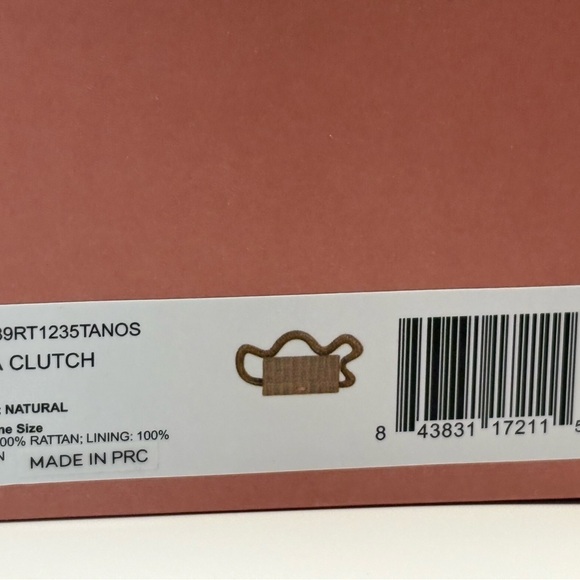 39RT1235TANOS
A CLUTCH
: NATURAL
ne Size
00% RATTAN; LINING: 100%
N MADE IN PRC
8 43831 17211 5